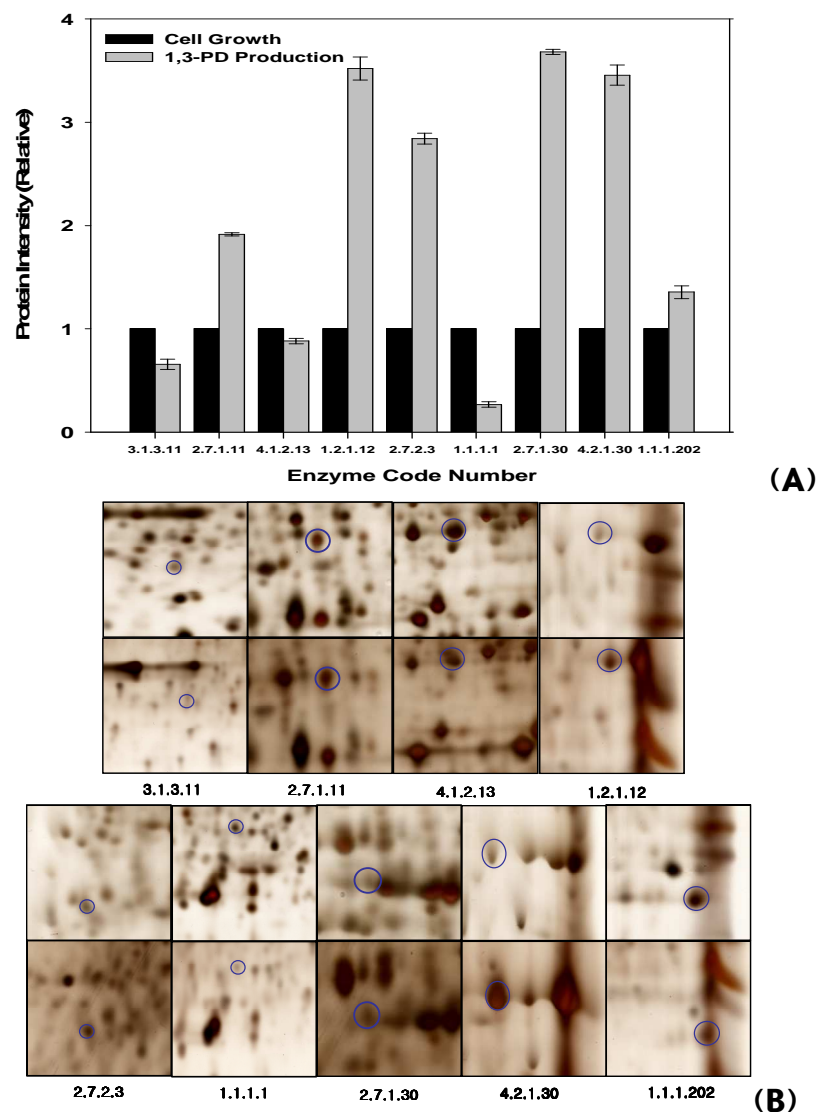 4
Cell Growth
1,3-PD Production
3
2
1
0
Protein Intensity (Relative)
3.1.3.11 2.7.1.11 4.1.2.13 1.2.1.12 2.7.2.3 1.1.1.1 2.7.1.30 4.2.1.30 1.1.1.202
Enzyme Code Number
(A)
3.1.3.11 2.7.1.11 4.1.2.13 1.2.1.12
2.7.2.3 1.1.1.1 2.7.1.30 4.2.1.30 1.1.1.202
(B)